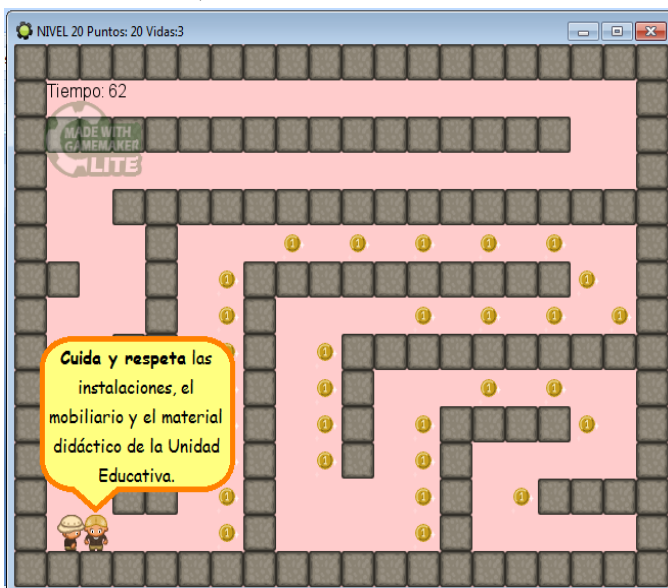 NIVEL 20 Puntos: 20 Vidas:3
Tiempo: 62
MADE WITH
GAMEMAKER
LITE
Cuida y respeta las
instalaciones, el
mobiliario y el material
didáctico de la Unidad
Educativa.